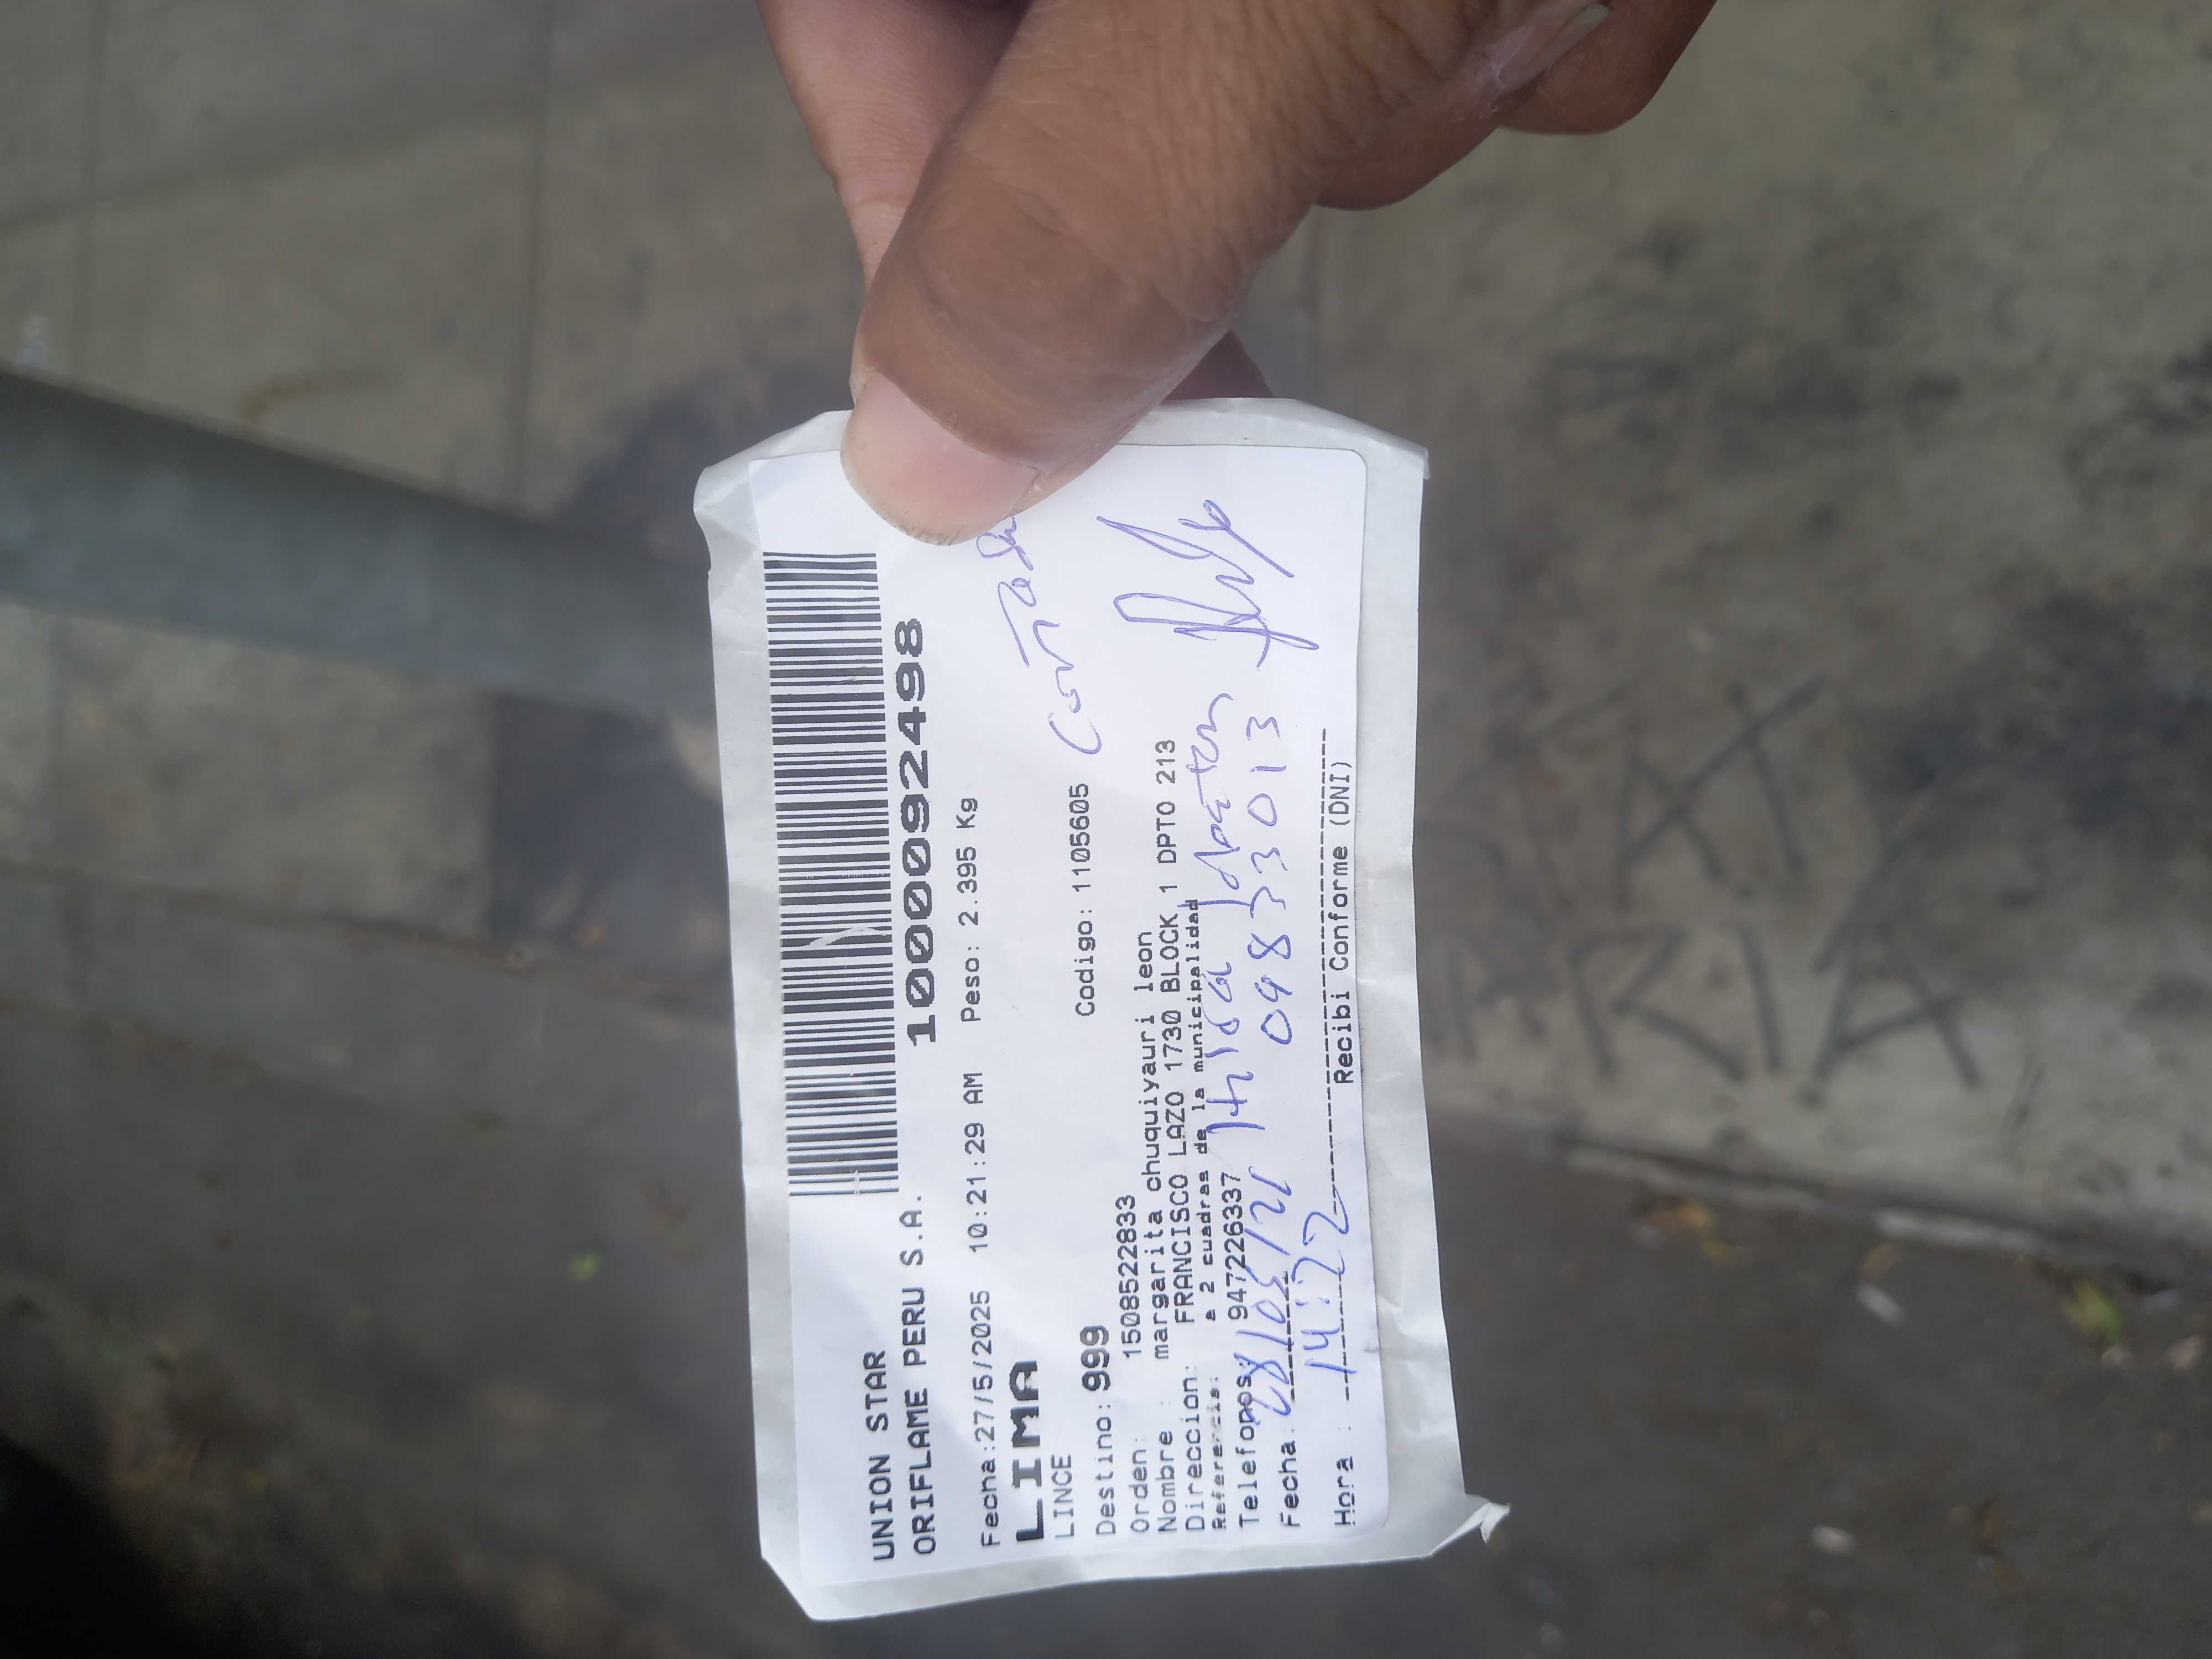 UNION STAR
ORIFLAME PERU S.A.
1000092498
Fecha:27/5/2025 10:21:29 AM Peso: 2.395 Kg
LIMA
LINCE
Destino: 999 Codigo: 1105605
Orden: 1508522833
Nombre : margarita chuquiyauri leon
Direccion: FRANCISCO LAZO 1730 BLOCK 1 DPTO 213
Referencia: a 2 cuadras de la municipalidad
Telefonos: 947226337
Fecha: 28/05/25 09833013
Hora : 14:22
Recibi Conforme (DNI)